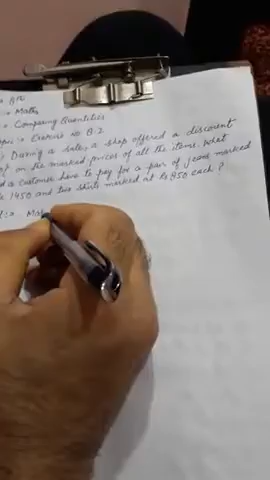 8th
Maths
Comparing Quantities
Exercise No 8.2
During a sale, a shop offered a discount
on the marked prices of all the items. What
a customer have to pay for a pair of jeans marked
1450 and two shirts marked at Rs 850 each ?